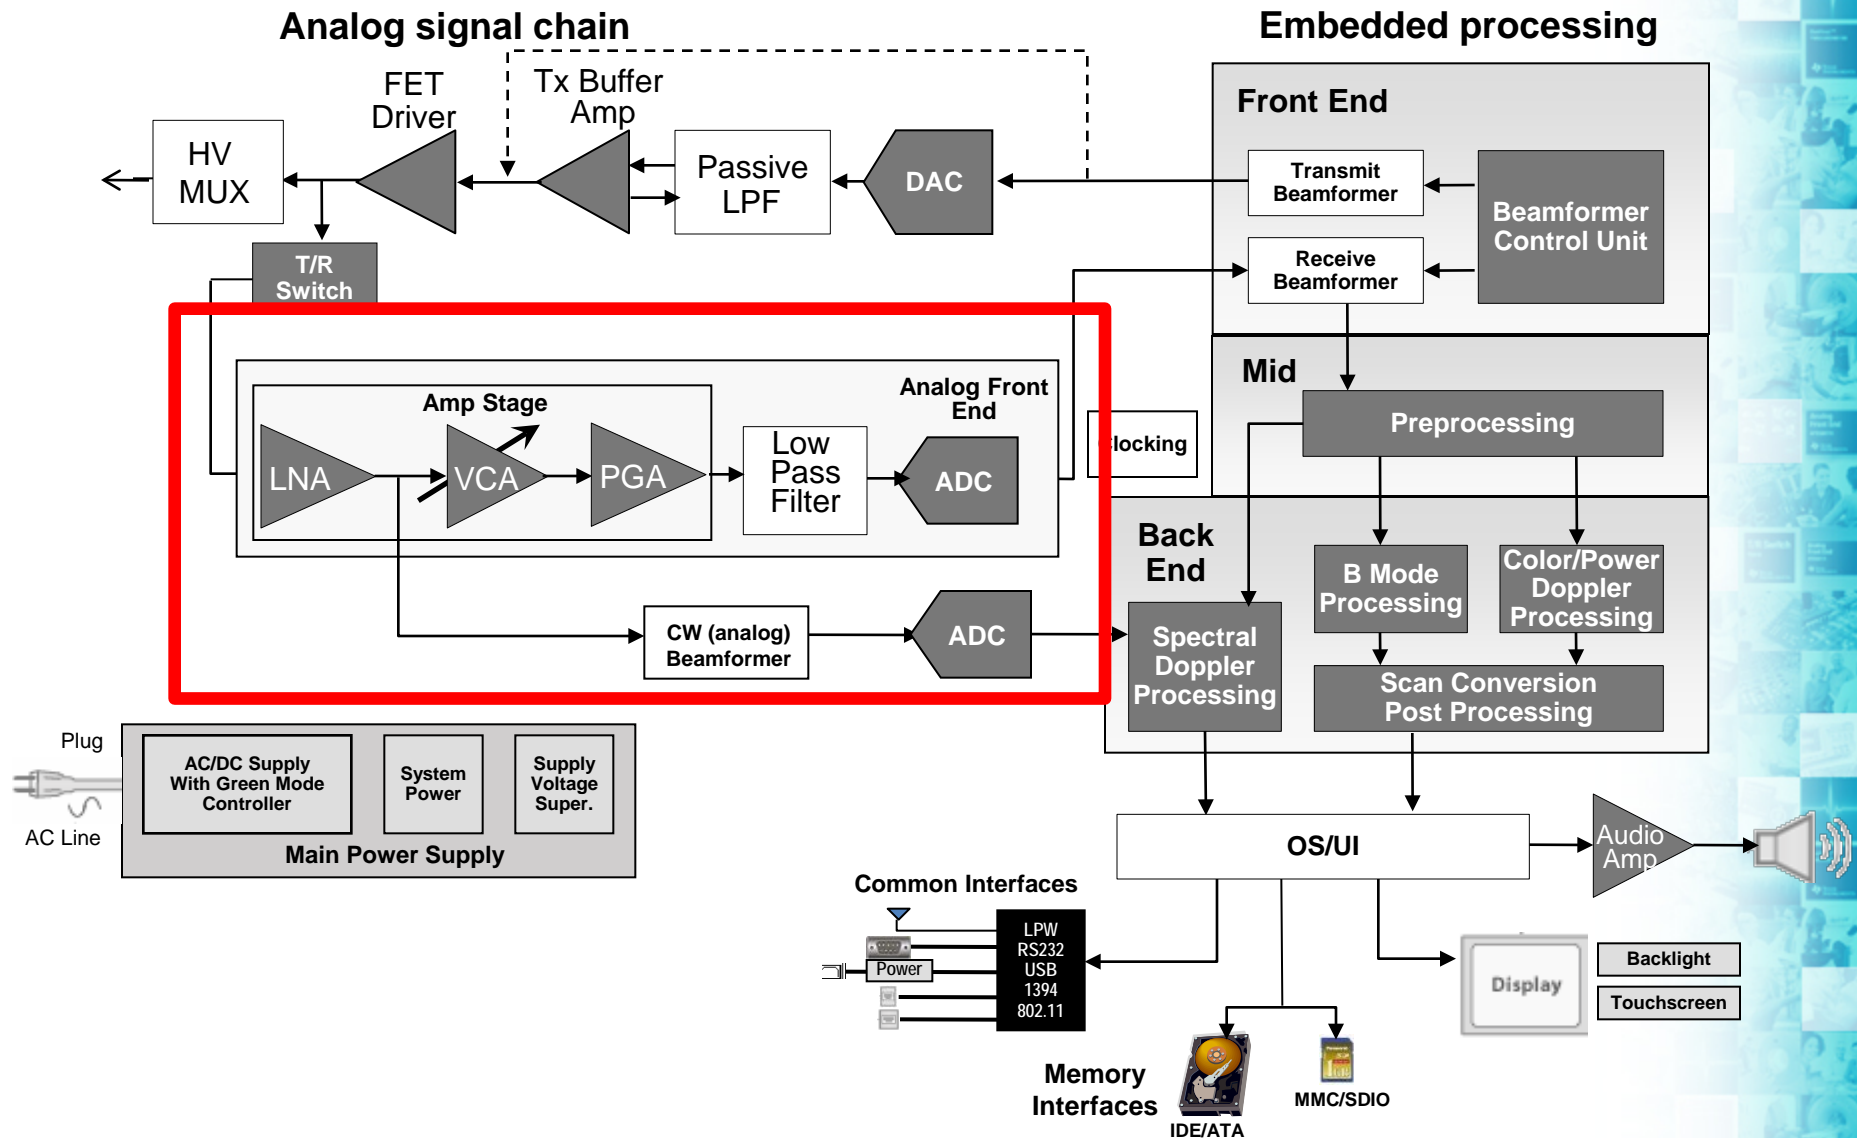 Analog signal chain
Embedded processing
FET
Driver
Tx Buffer
Amp
HV
MUX
Passive
LPF
DAC
Front End
Transmit
Beamformer
Beamformer
Control Unit
Receive
Beamformer
T/R
Switch
Mid
Preprocessing
Analog Front
End
Amp Stage
LNA
VCA
PGA
Low
Pass
Filter
ADC
locking
Back
End
B Mode
Processing
Color/Power
Doppler
Processing
CW (analog)
Beamformer
ADC
Spectral
Doppler
Processing
Scan Conversion
Post Processing
Plug
AC Line
AC/DC Supply
With Green Mode
Controller
System
Power
Supply
Voltage
Super.
Main Power Supply
OS/UI
Audio
Amp
Common Interfaces
LPW
RS232
USB
1394
802.11
Power
Display
Backlight
Touchscreen
Memory
Interfaces
IDE/ATA
MMC/SDIO